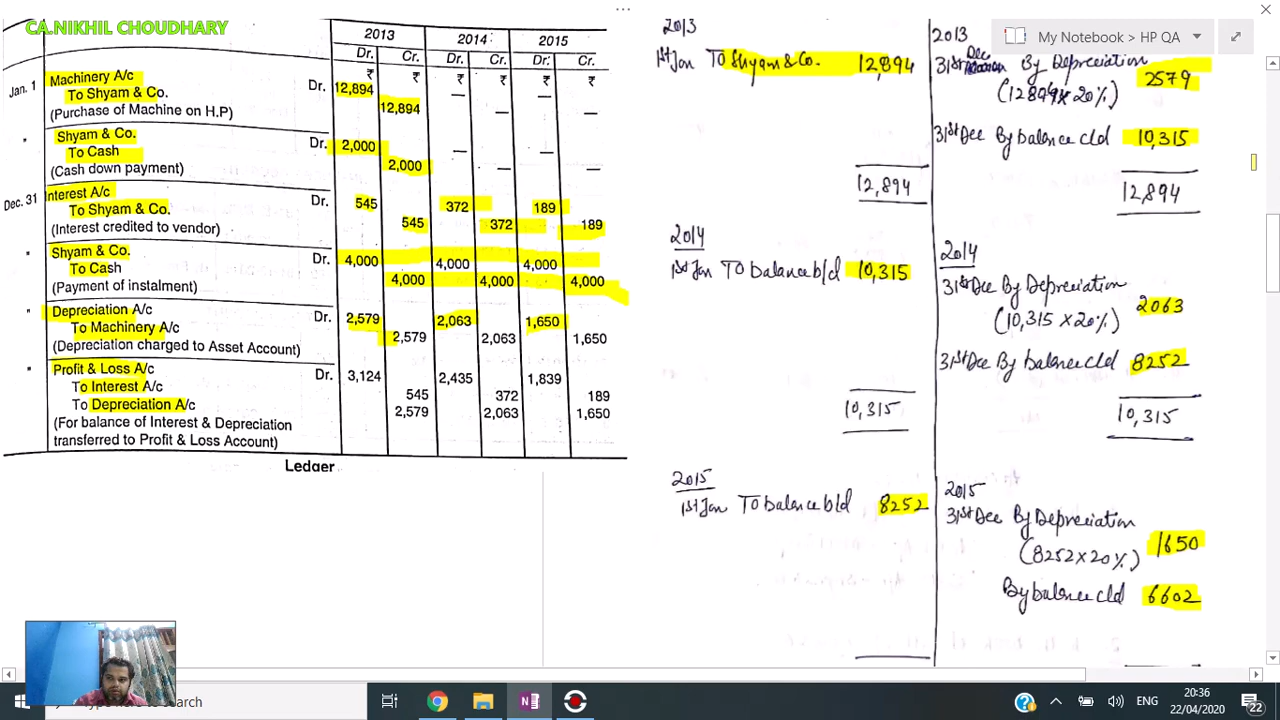 CA.NIKHIL CHOUDHARY
2013 2014 2015
Dr. Cr. Dr. Cr. Dr. Cr.
₹ ₹ ₹ ₹ ₹ ₹
Jan. 1 Machinery A/c Dr. 12,894 — —
To Shyam & Co. 12,894 — —
(Purchase of Machine on H.P)
" Shyam & Co. Dr. 2,000 — —
To Cash 2,000 — —
(Cash down payment)
Dec. 31 Interest A/c Dr. 545 372 189
To Shyam & Co. 545 372 189
(Interest credited to vendor)
" Shyam & Co. Dr. 4,000 4,000 4,000
To Cash 4,000 4,000 4,000
(Payment of instalment)
" Depreciation A/c Dr. 2,579 2,063 1,650
To Machinery A/c 2,579 2,063 1,650
(Depreciation charged to Asset Account)
" Profit & Loss A/c Dr. 3,124 2,435 1,839
To Interest A/c 545 372 189
To Depreciation A/c 2,579 2,063 1,650
(For balance of Interest & Depreciation
transferred to Profit & Loss Account)
Ledger
2013
1st Jan To Shyam & Co. 12,894
12,894
2014
1st Jan To balance b/d 10,315
10,315
2015
1st Jan To balance b/d 8252
My Notebook > HP QA
2013
31st Dec By Depreciation 2579
(12894 x 20%)
31st Dec By balance c/d 10,315
12,894
2014
31st Dec By Depreciation 2063
(10,315 x 20%)
31st Dec By balance c/d 8252
10,315
2015
31st Dec By Depreciation 1650
(8252 x 20%)
By balance c/d 6602
ENG
20:36
22/04/2020
22